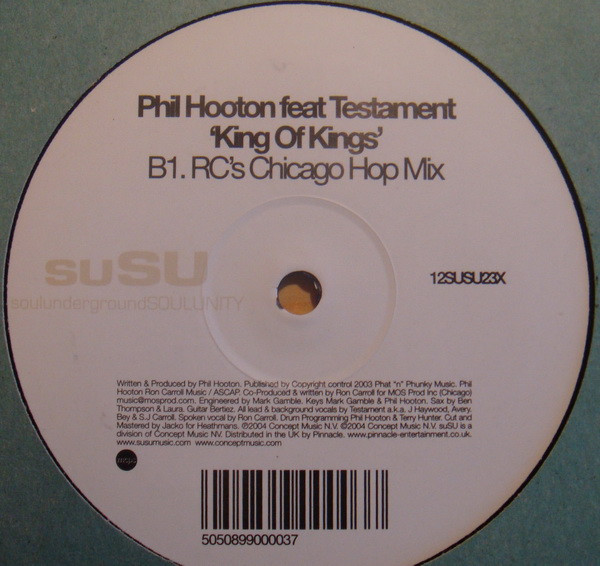 Phil Hooton feat Testament
‘King Of Kings’
B1. RC's Chicago Hop Mix
suSU
soulundergroundSOULUNITY
12SUSU23X
Written & Produced by Phil Hooton. Published by Copyright control 2003 Phat "n" Phunky Music. Phil
Hooton Ron Carroll Music / ASCAP. Co-Produced & written by Ron Carroll for MOS Prod Inc (Chicago)
music@mosprod.com. Engineered by Mark Gamble. Keys Mark Gamble & Phil Hooton. Sax by Ben
Thompson & Laura. Guitar Bertiez. All lead & background vocals by Testament a.k.a. J Haywood, Avery.
Bey & S.J Carroll. Spoken vocal by Ron Carroll. Drum Programming Phil Hooton & Terry Hunter. Cut and
Mastered by Jacko for Heathmans. ℗2004 Concept Music N.V. ©2004 Concept Music N.V. suSU is a
division of Concept Music NV. Distributed in the UK by Pinnacle. www.pinnacle-entertainment.co.uk.
www.susumusic.com www.conceptmusic.com
5050899000037